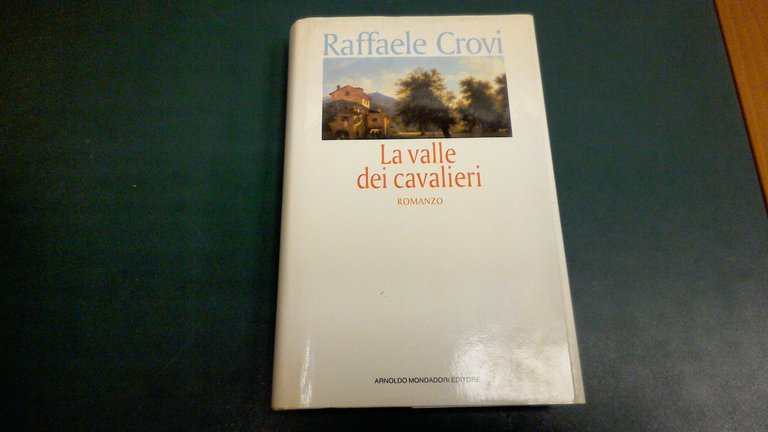 Raffaele Crovi
La valle
dei cavalieri
ROMANZO
ARNOLDO MONDADORI EDITORE